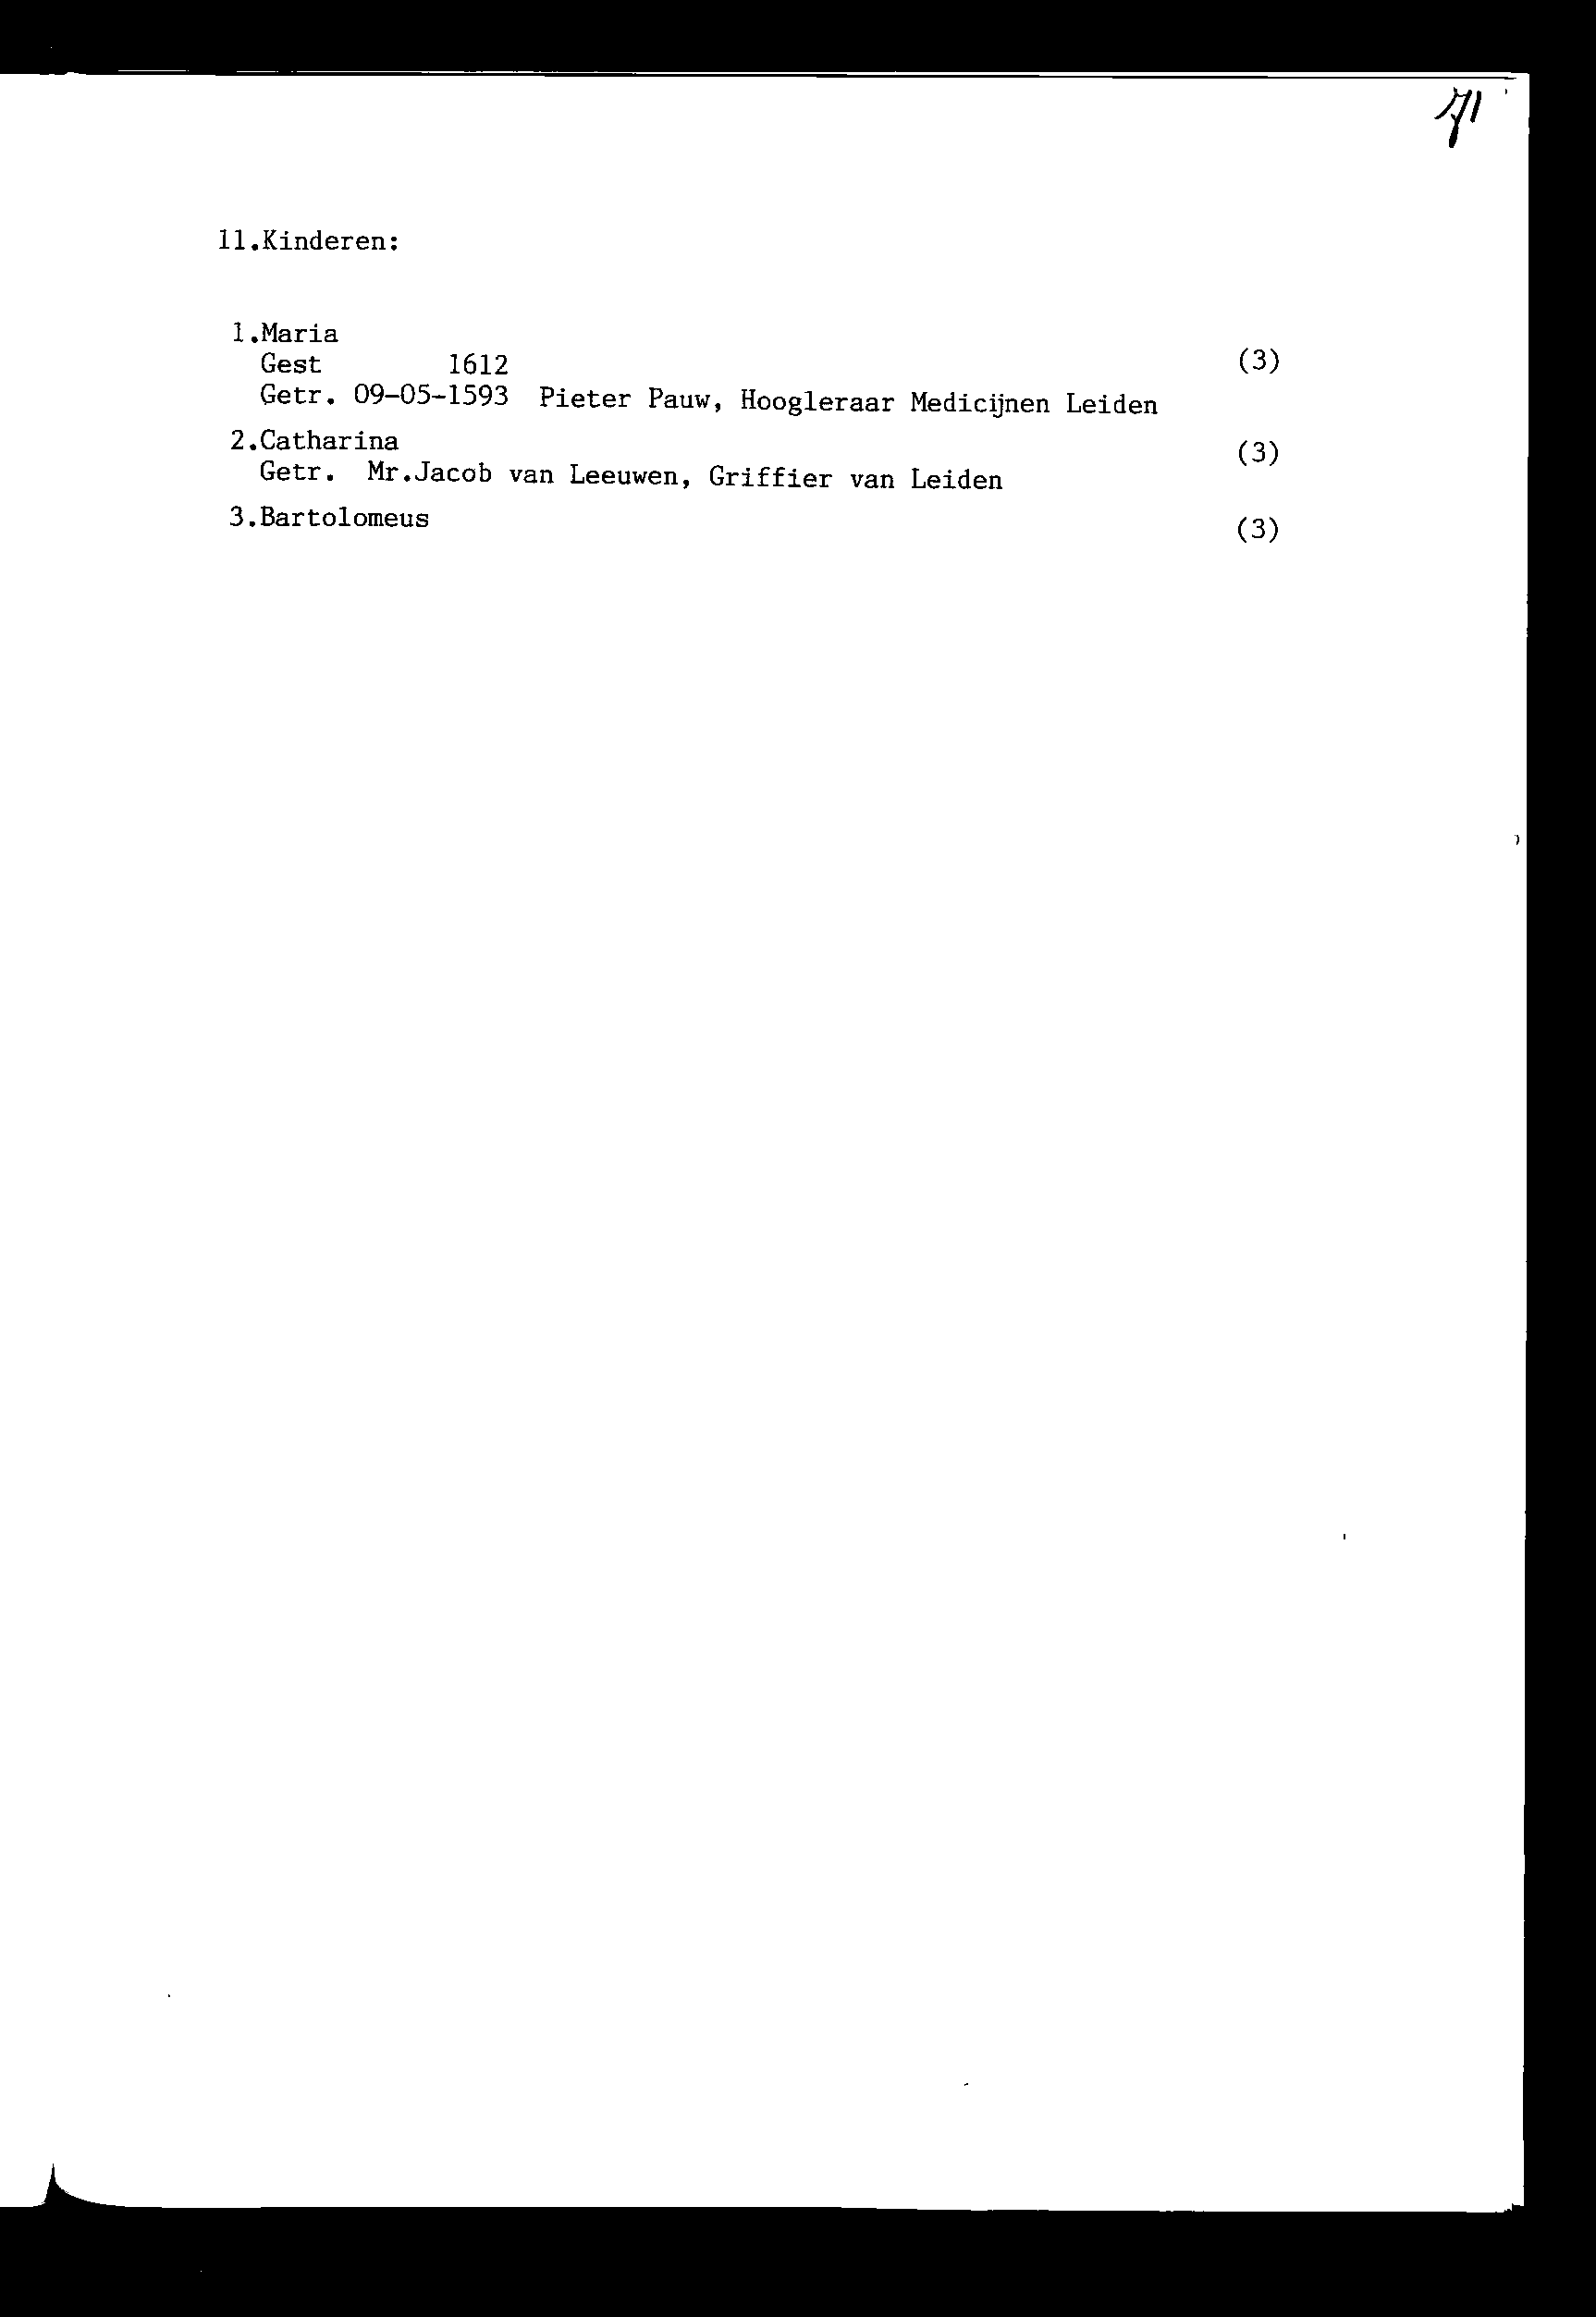 71
11.Kinderen:
1.Maria
Gest 1612 (3)
Getr. 09-05-1593 Pieter Pauw, Hoogleraar Medicijnen Leiden
2.Catharina (3)
Getr. Mr.Jacob van Leeuwen, Griffier van Leiden
3.Bartolomeus (3)